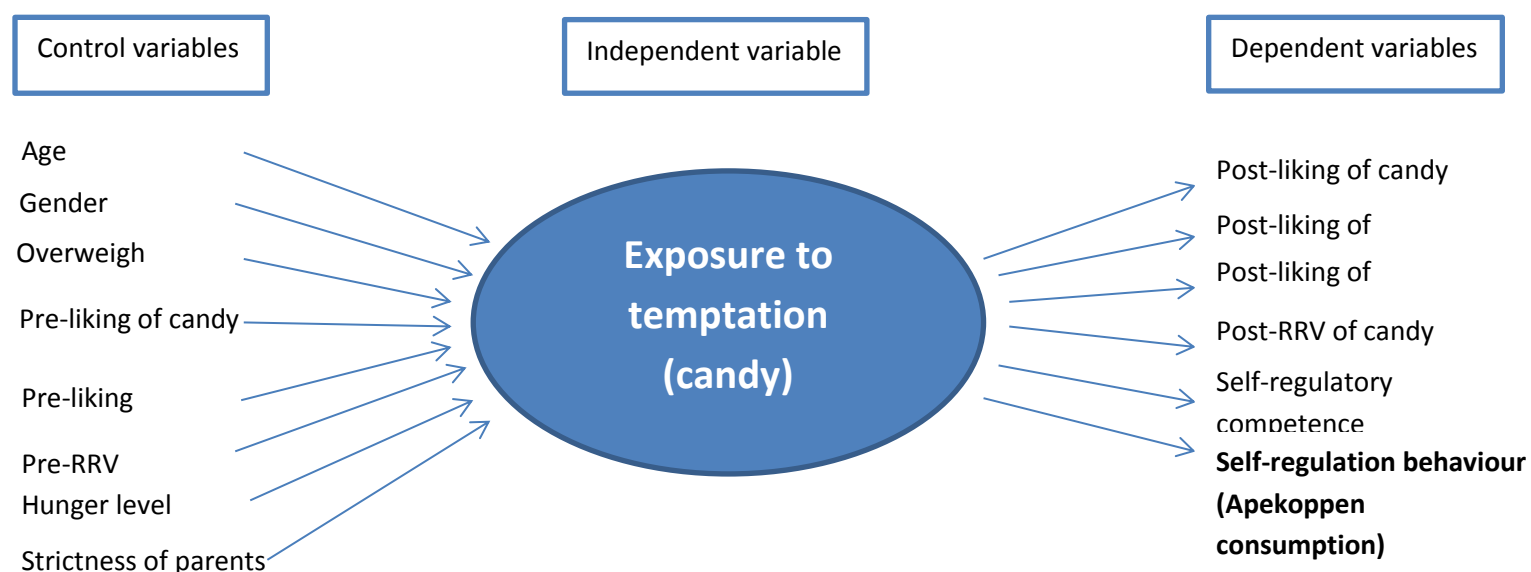 Control variables
Independent variable
Dependent variables
Age
Gender
Overweigh
Pre-liking of candy
Pre-liking
Pre-RRV
Hunger level
Strictness of parents
Exposure to
temptation
(candy)
Post-liking of candy
Post-liking of
Post-liking of
Post-RRV of candy
Self-regulatory
competence
Self-regulation behaviour
(Apekoppen
consumption)